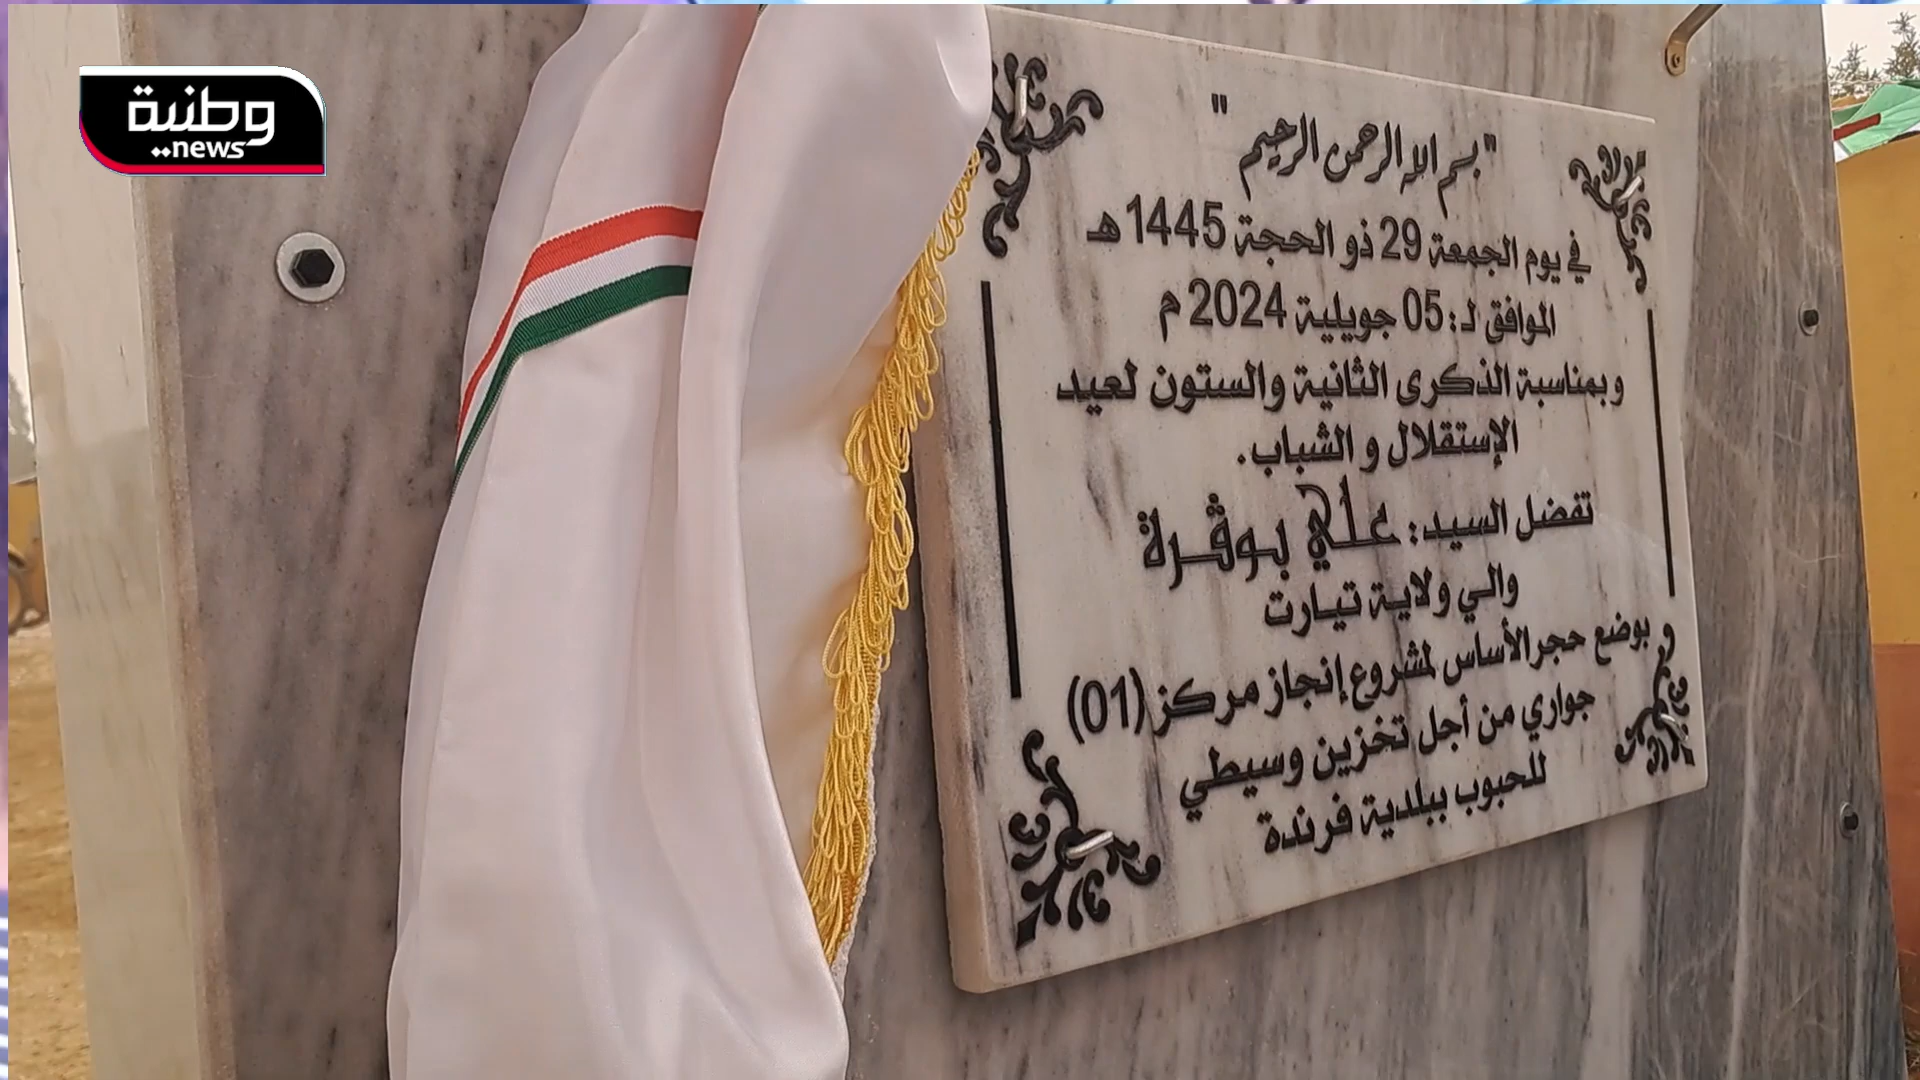 وطنية
news..
"بسم الله الرحمن الرحيم"
في يوم الجمعة 29 ذو الحجة 1445 هـ
الموافق لـ: 05 جويلية 2024 م
و بمناسبة الذكرى الثانية والستون لعيد
الإستقلال و الشباب.
تفضل السيد: علي بوڨرة
والي ولاية تيارت
و بوضع حجر الأساس لمشروع إنجاز مركز (01)
جواري من أجل تخزين وسيطي
للحبوب ببلدية فرندة